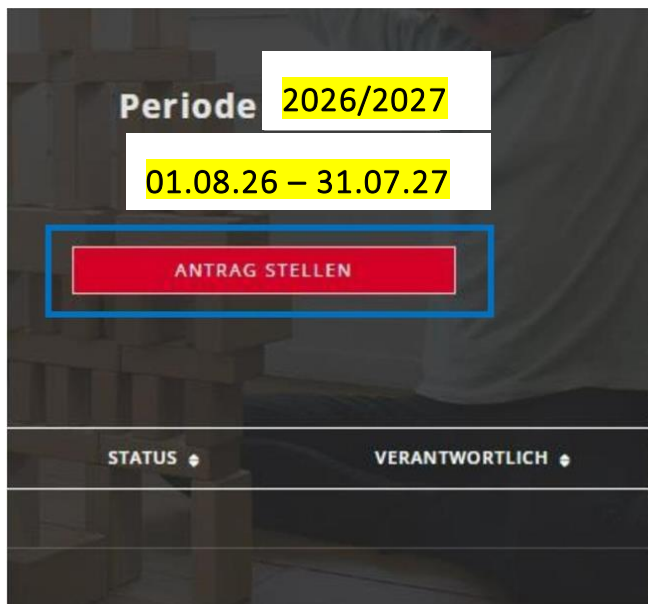 Periode 2026/2027
01.08.26 – 31.07.27
ANTRAG STELLEN
STATUS VERANTWORTLICH